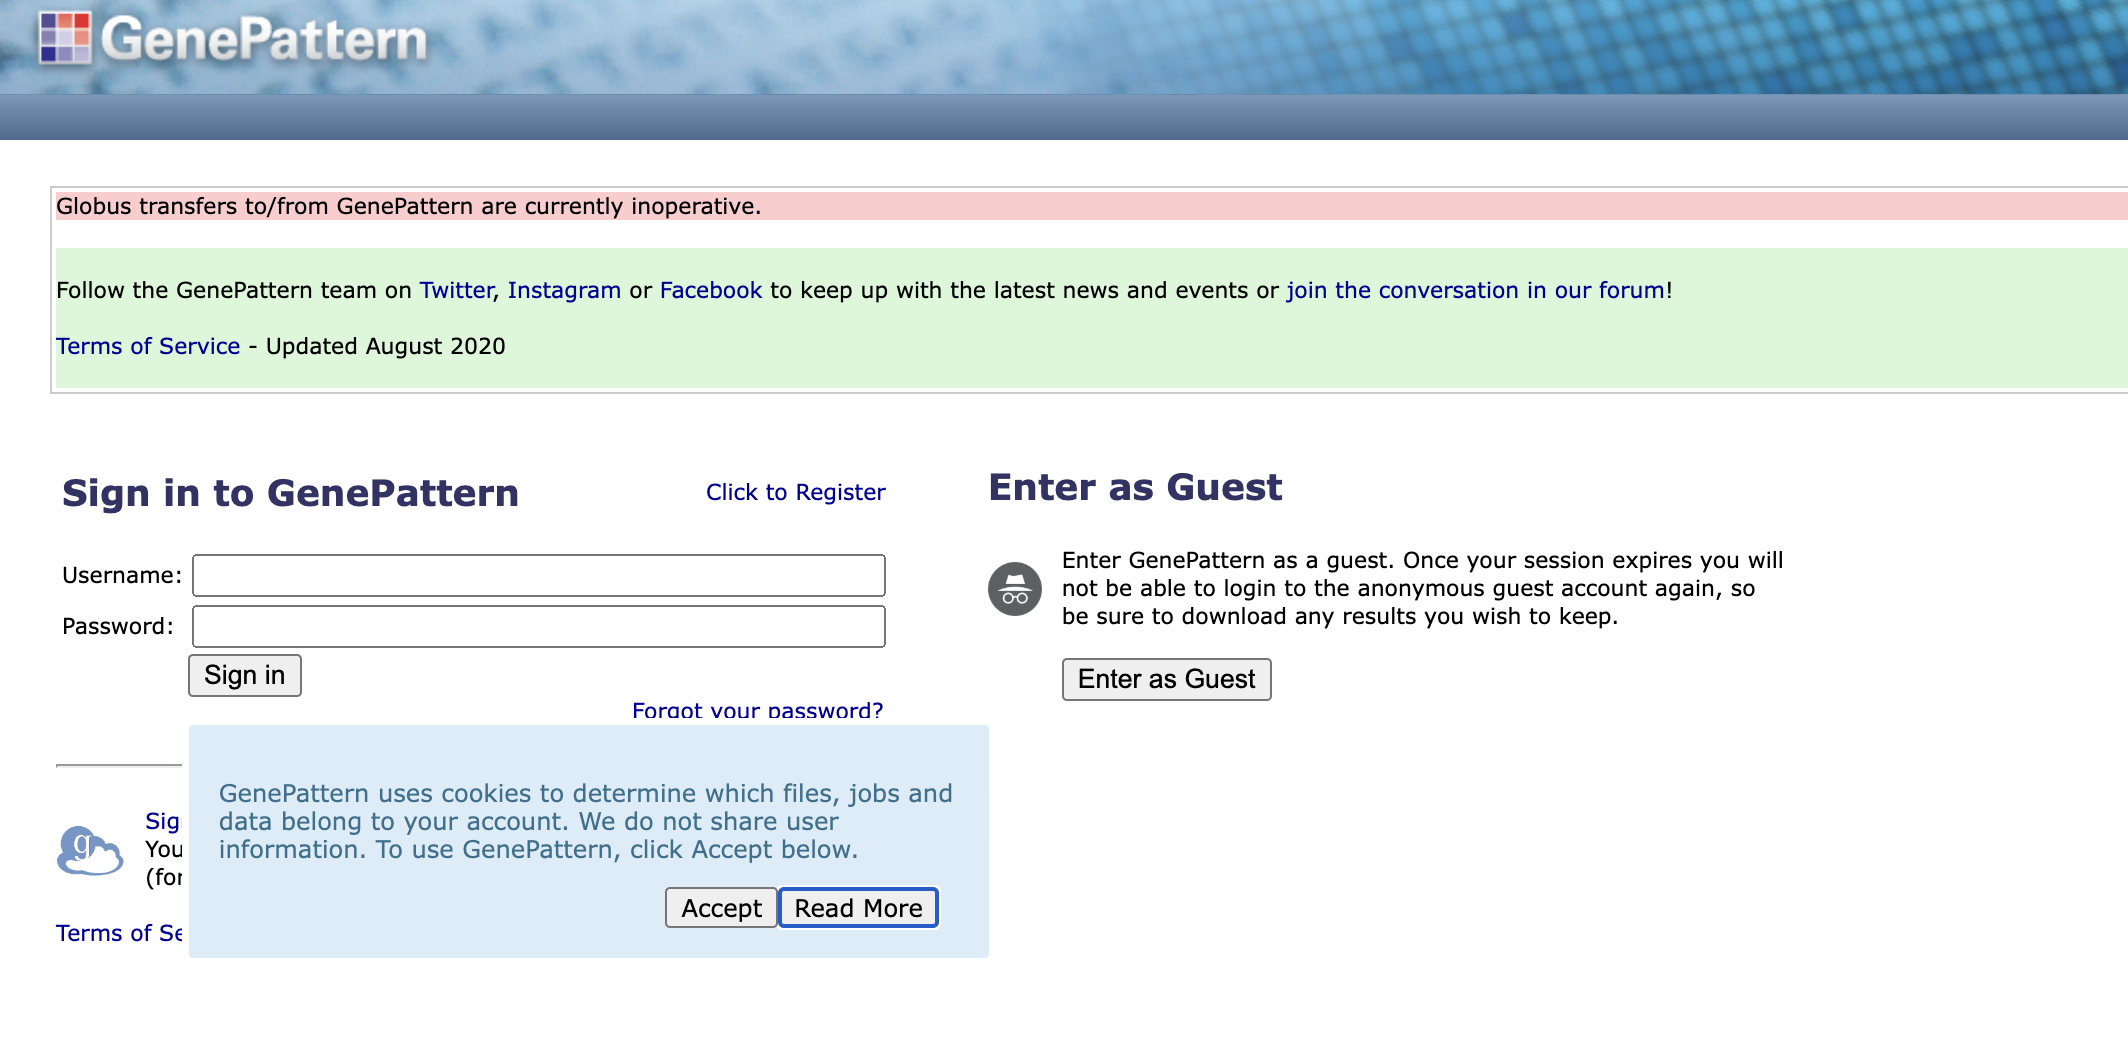 GenePattern
Globus transfers to/from GenePattern are currently inoperative.
Follow the GenePattern team on Twitter, Instagram or Facebook to keep up with the latest news and events or join the conversation in our forum!
Terms of Service - Updated August 2020
Sign in to GenePattern
Click to Register
Username:
Password:
Sign in
Forgot your password?
Enter as Guest
Enter GenePattern as a guest. Once your session expires you will
not be able to login to the anonymous guest account again, so
be sure to download any results you wish to keep.
Enter as Guest
g
Sig
You
(for
Terms of Se
GenePattern uses cookies to determine which files, jobs and
data belong to your account. We do not share user
information. To use GenePattern, click Accept below.
Accept
Read More